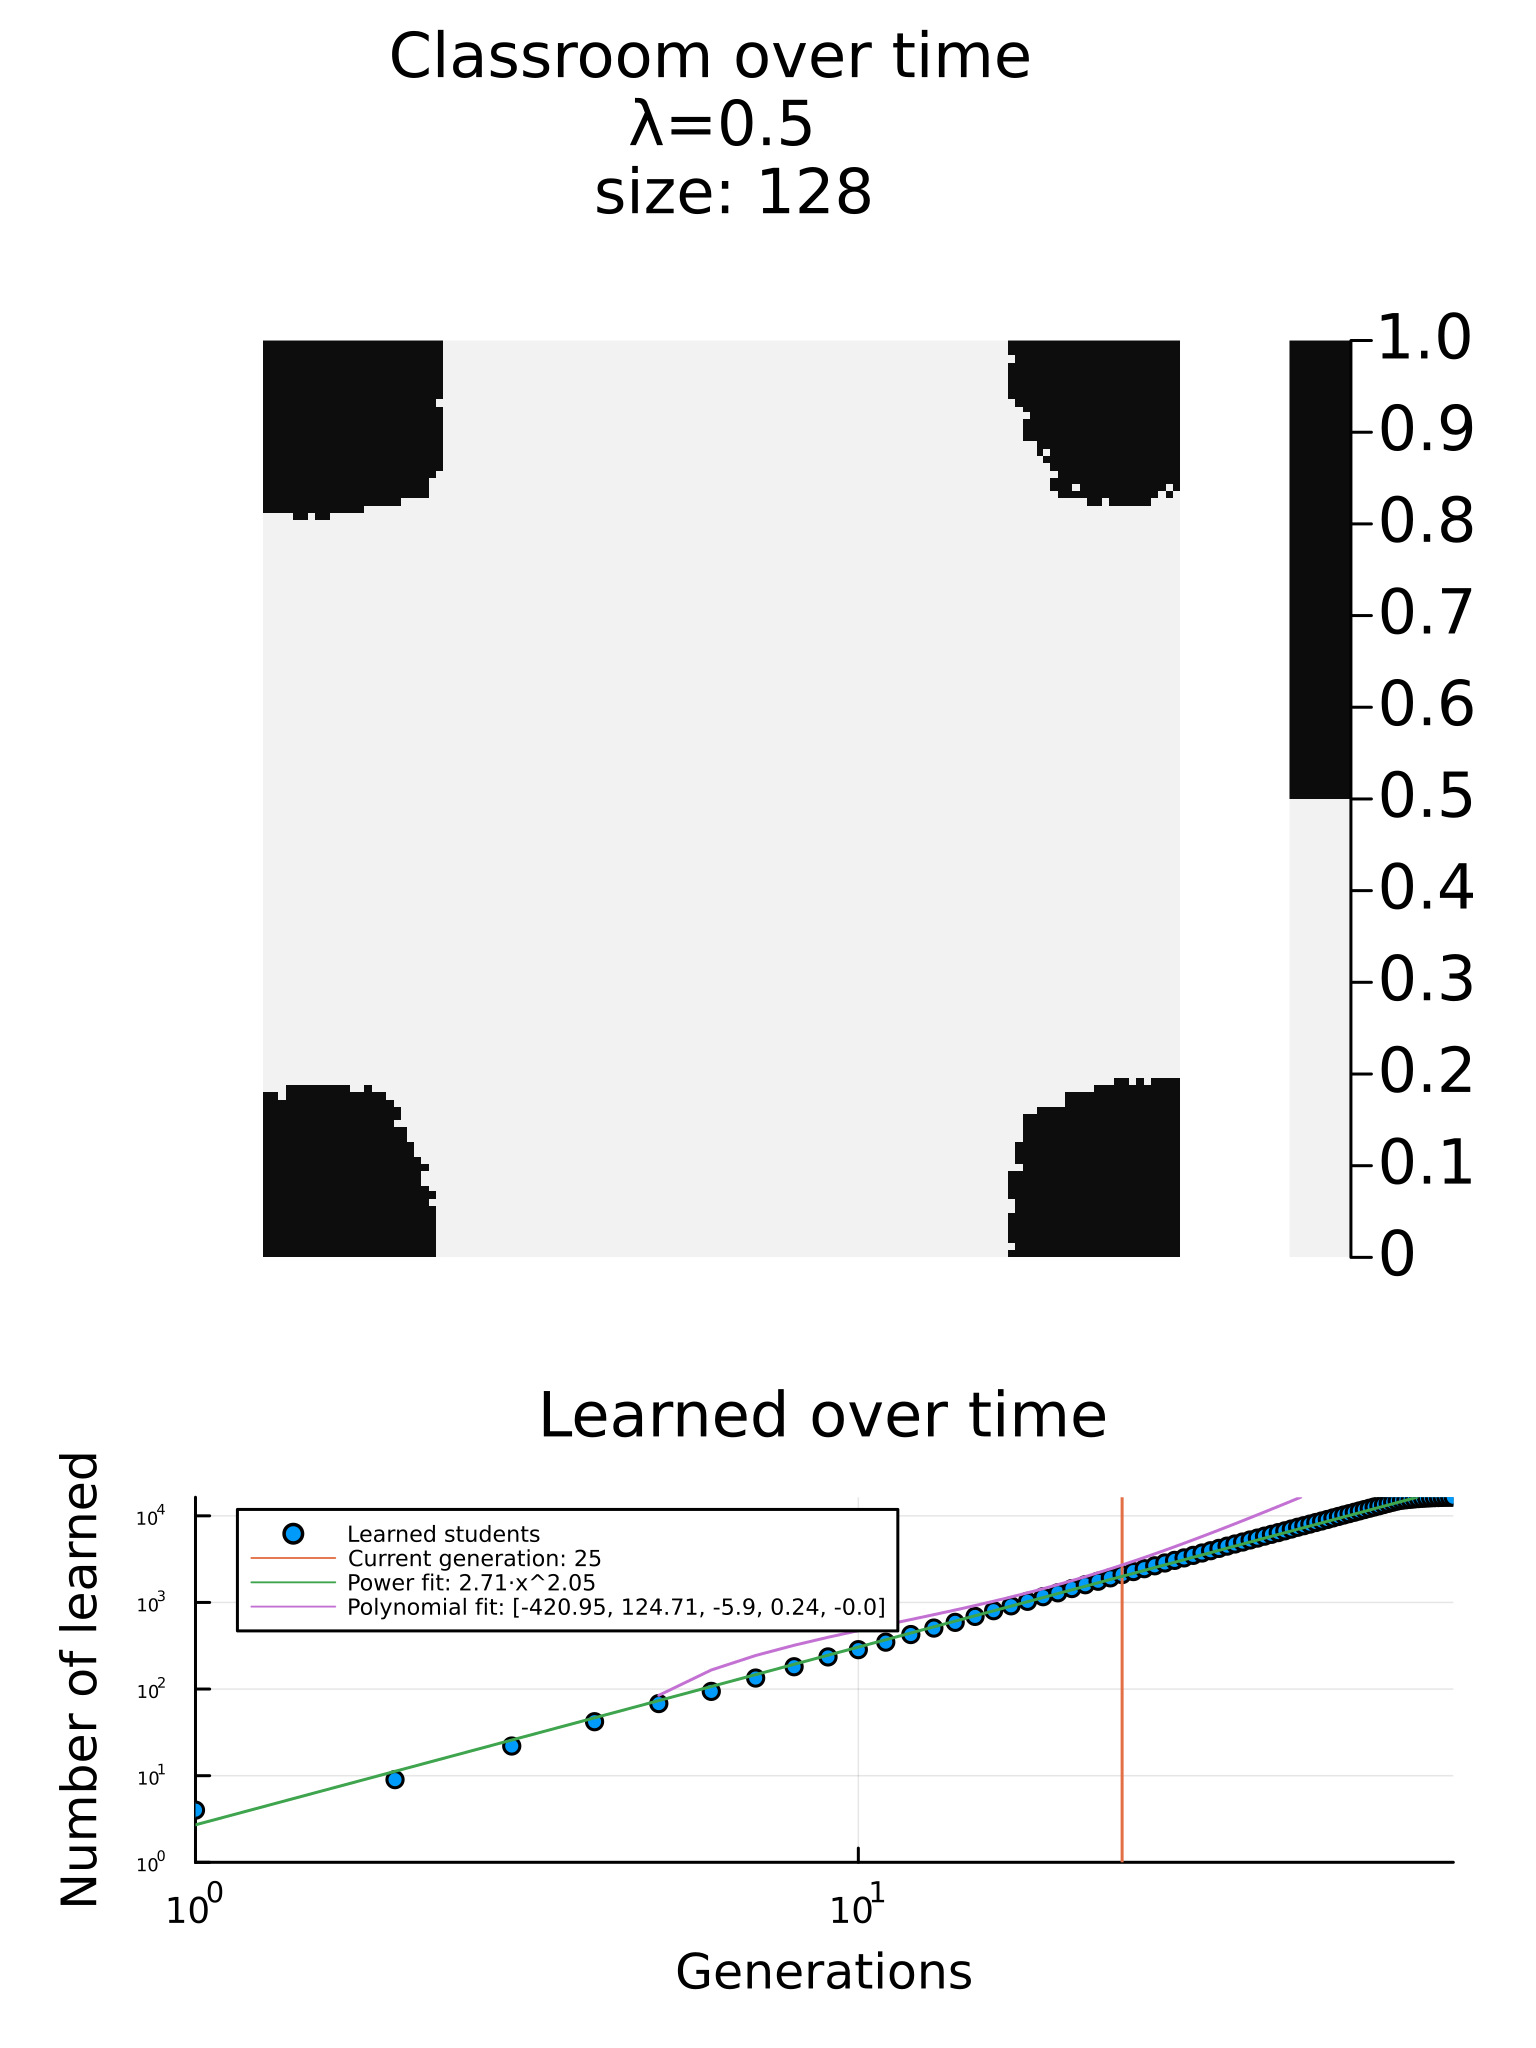 Classroom over time
λ=0.5
size: 128
1.0
0.9
0.8
0.7
0.6
0.5
0.4
0.3
0.2
0.1
0
Learned over time
Number of learned
10^4
10^3
10^2
10^1
10^0
Learned students
Current generation: 25
Power fit: 2.71·x^2.05
Polynomial fit: [-420.95, 124.71, -5.9, 0.24, -0.0]
10^0
10^1
Generations